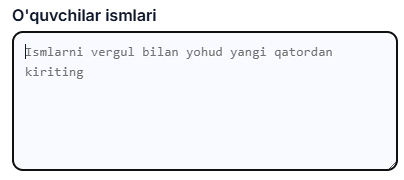 O'quvchilar ismlari
Ismlarni vergul bilan yohud yangi qatordan
kiriting